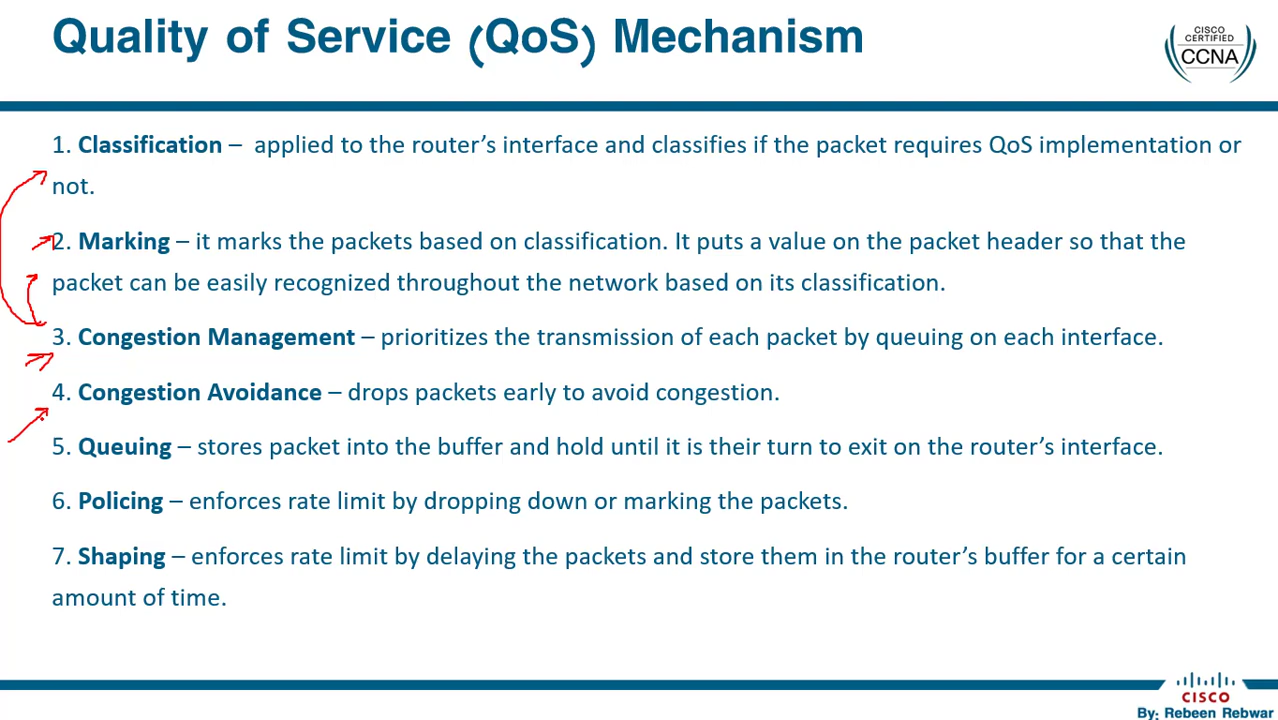 Quality of Service (QoS) Mechanism
CISCO
CERTIFIED
CCNA
1. Classification – applied to the router’s interface and classifies if the packet requires QoS implementation or
not.
2. Marking – it marks the packets based on classification. It puts a value on the packet header so that the
packet can be easily recognized throughout the network based on its classification.
3. Congestion Management – prioritizes the transmission of each packet by queuing on each interface.
4. Congestion Avoidance – drops packets early to avoid congestion.
5. Queuing – stores packet into the buffer and hold until it is their turn to exit on the router’s interface.
6. Policing – enforces rate limit by dropping down or marking the packets.
7. Shaping – enforces rate limit by delaying the packets and store them in the router’s buffer for a certain
amount of time.
CISCO
By: Rebeen Rebwar